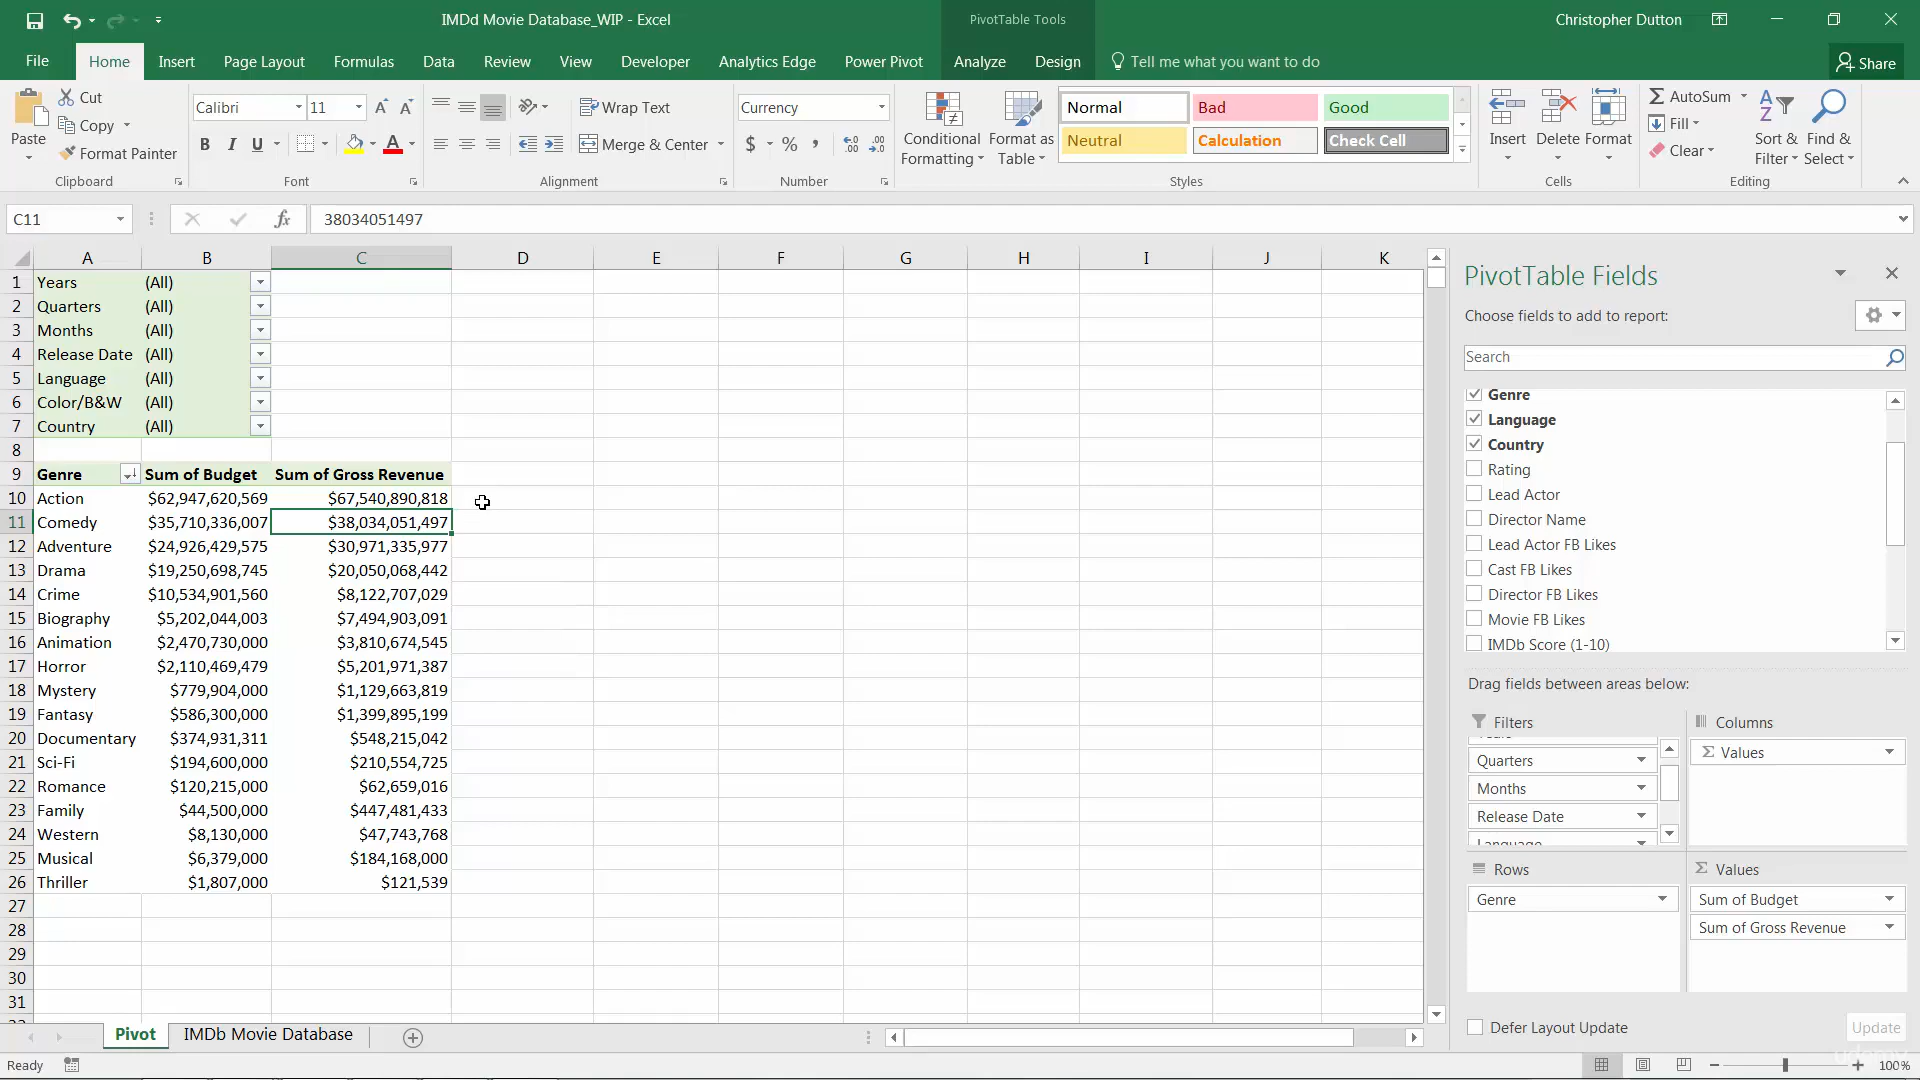 IMDd Movie Database_WIP - Excel
PivotTable Tools
Christopher Dutton
File Home Insert Page Layout Formulas Data Review View Developer Analytics Edge Power Pivot Analyze Design Tell me what you want to do Share
Paste
Cut
Copy
Format Painter
Clipboard
Calibri 11
B I U
A A
Font
Wrap Text
Merge & Center
Alignment
Currency
$ % ,
Number
Conditional Formatting
Format as Table
Normal Bad Good
Neutral Calculation Check Cell
Styles
Insert Delete Format
Cells
AutoSum
Fill
Clear
Sort & Filter
Find & Select
Editing
C11 fx 38034051497
A B C D E F G H I J K
1 Years (All)
2 Quarters (All)
3 Months (All)
4 Release Date (All)
5 Language (All)
6 Color/B&W (All)
7 Country (All)
8
9 Genre Sum of Budget Sum of Gross Revenue
10 Action $62,947,620,569 $67,540,890,818
11 Comedy $35,710,336,007 $38,034,051,497
12 Adventure $24,926,429,575 $30,971,335,977
13 Drama $19,250,698,745 $20,050,068,442
14 Crime $10,534,901,560 $8,122,707,029
15 Biography $5,202,044,003 $7,494,903,091
16 Animation $2,470,730,000 $3,810,674,545
17 Horror $2,110,469,479 $5,201,971,387
18 Mystery $779,904,000 $1,129,663,819
19 Fantasy $586,300,000 $1,399,895,199
20 Documentary $374,931,311 $548,215,042
21 Sci-Fi $194,600,000 $210,554,725
22 Romance $120,215,000 $62,659,016
23 Family $44,500,000 $447,481,433
24 Western $8,130,000 $47,743,768
25 Musical $6,379,000 $184,168,000
26 Thriller $1,807,000 $121,539
27
28
29
30
31
PivotTable Fields
Choose fields to add to report:
Search
Genre
Language
Country
Rating
Lead Actor
Director Name
Lead Actor FB Likes
Cast FB Likes
Director FB Likes
Movie FB Likes
IMDb Score (1-10)
Drag fields between areas below:
Filters
Quarters
Months
Release Date
Language
Columns
Σ Values
Rows
Genre
Σ Values
Sum of Budget
Sum of Gross Revenue
Defer Layout Update
Update
Pivot IMDb Movie Database
Ready
100%
udemy